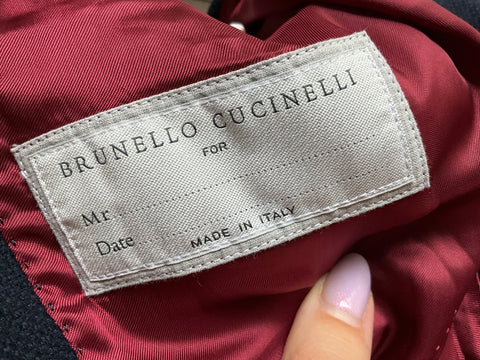 BRUNELLO CUCINELLI
FOR
Mr
Date
MADE IN ITALY